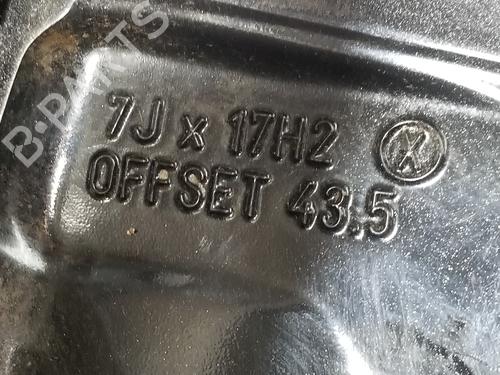 B-PARTS
7J x 17H2 X
OFFSET 43.5